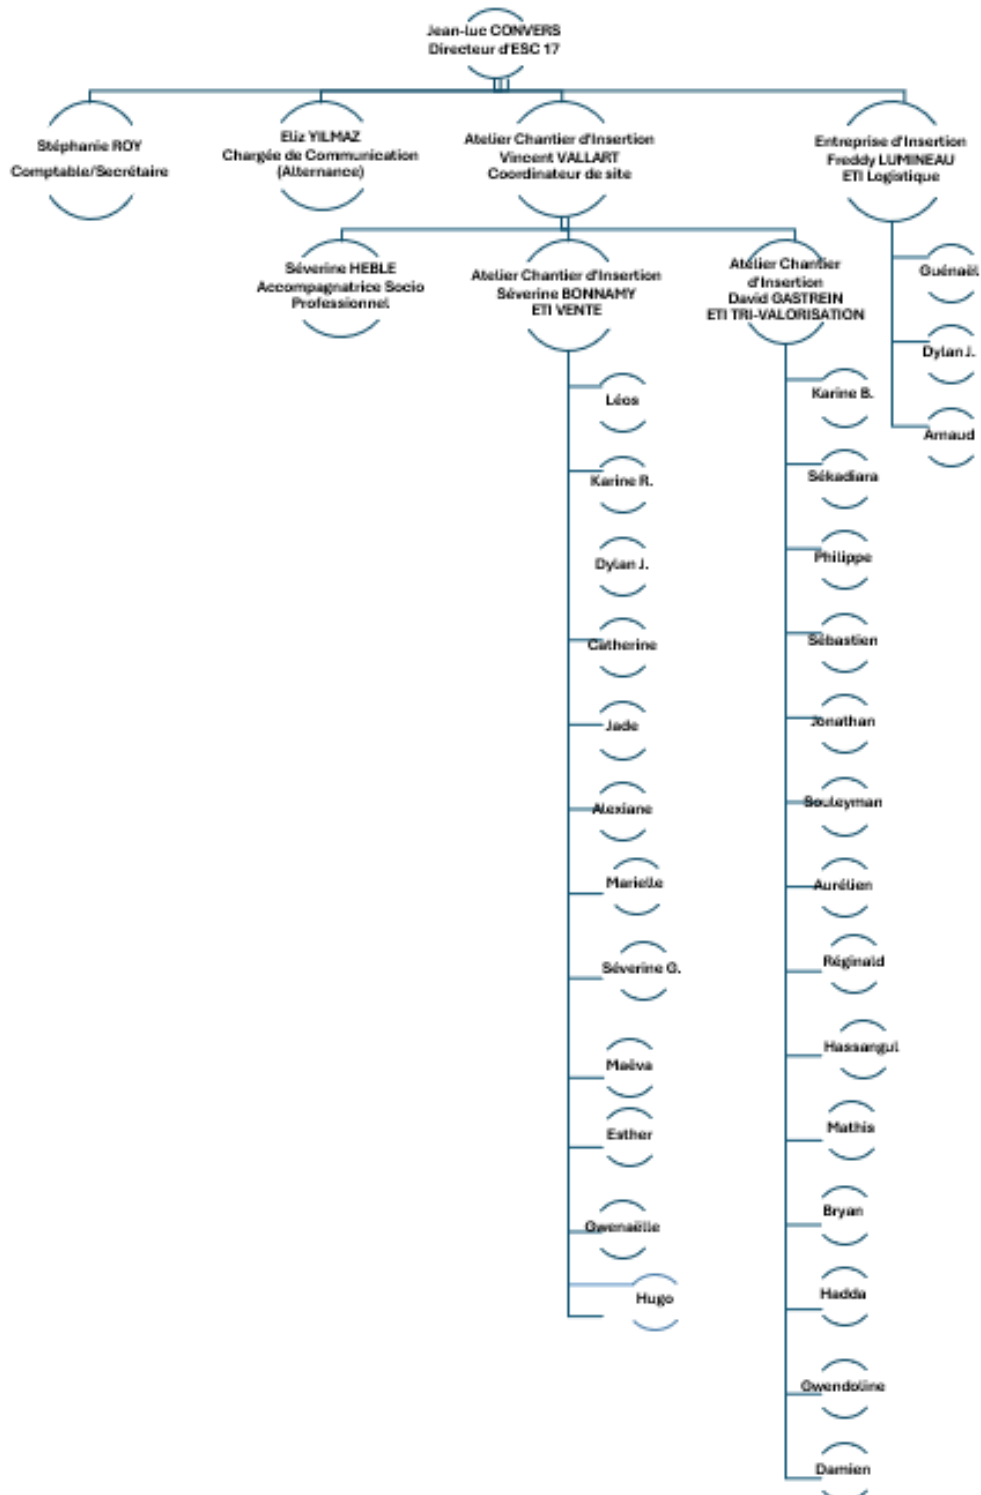 Jean-luc CONVERS
Directeur d'ESC 17
Stéphanie ROY
Comptable/Secrétaire
Eliz YILMAZ
Chargée de Communication
(Alternance)
Atelier Chantier d'Insertion
Vincent VALLART
Coordinateur de site
Entreprise d'Insertion
Freddy LUMINEAU
ETI Logistique
Séverine HEBLE
Accompagnatrice Socio
Professionnel
Atelier Chantier d'Insertion
Séverine BONNAMY
ETI VENTE
Atelier Chantier
d'Insertion
David GASTREIN
ETI TRI-VALORISATION
Guénaël
Dylan J.
Arnaud
Léos
Karine R.
Dylan J.
Catherine
Jade
Alexiane
Marielle
Séverine G.
Maëva
Esther
Gwenaëlle
Hugo
Karine B.
Sékadiara
Philippe
Sébastien
Jonathan
Souleyman
Aurélien
Réginald
Hassangul
Mathis
Bryan
Hadda
Gwendoline
Damien